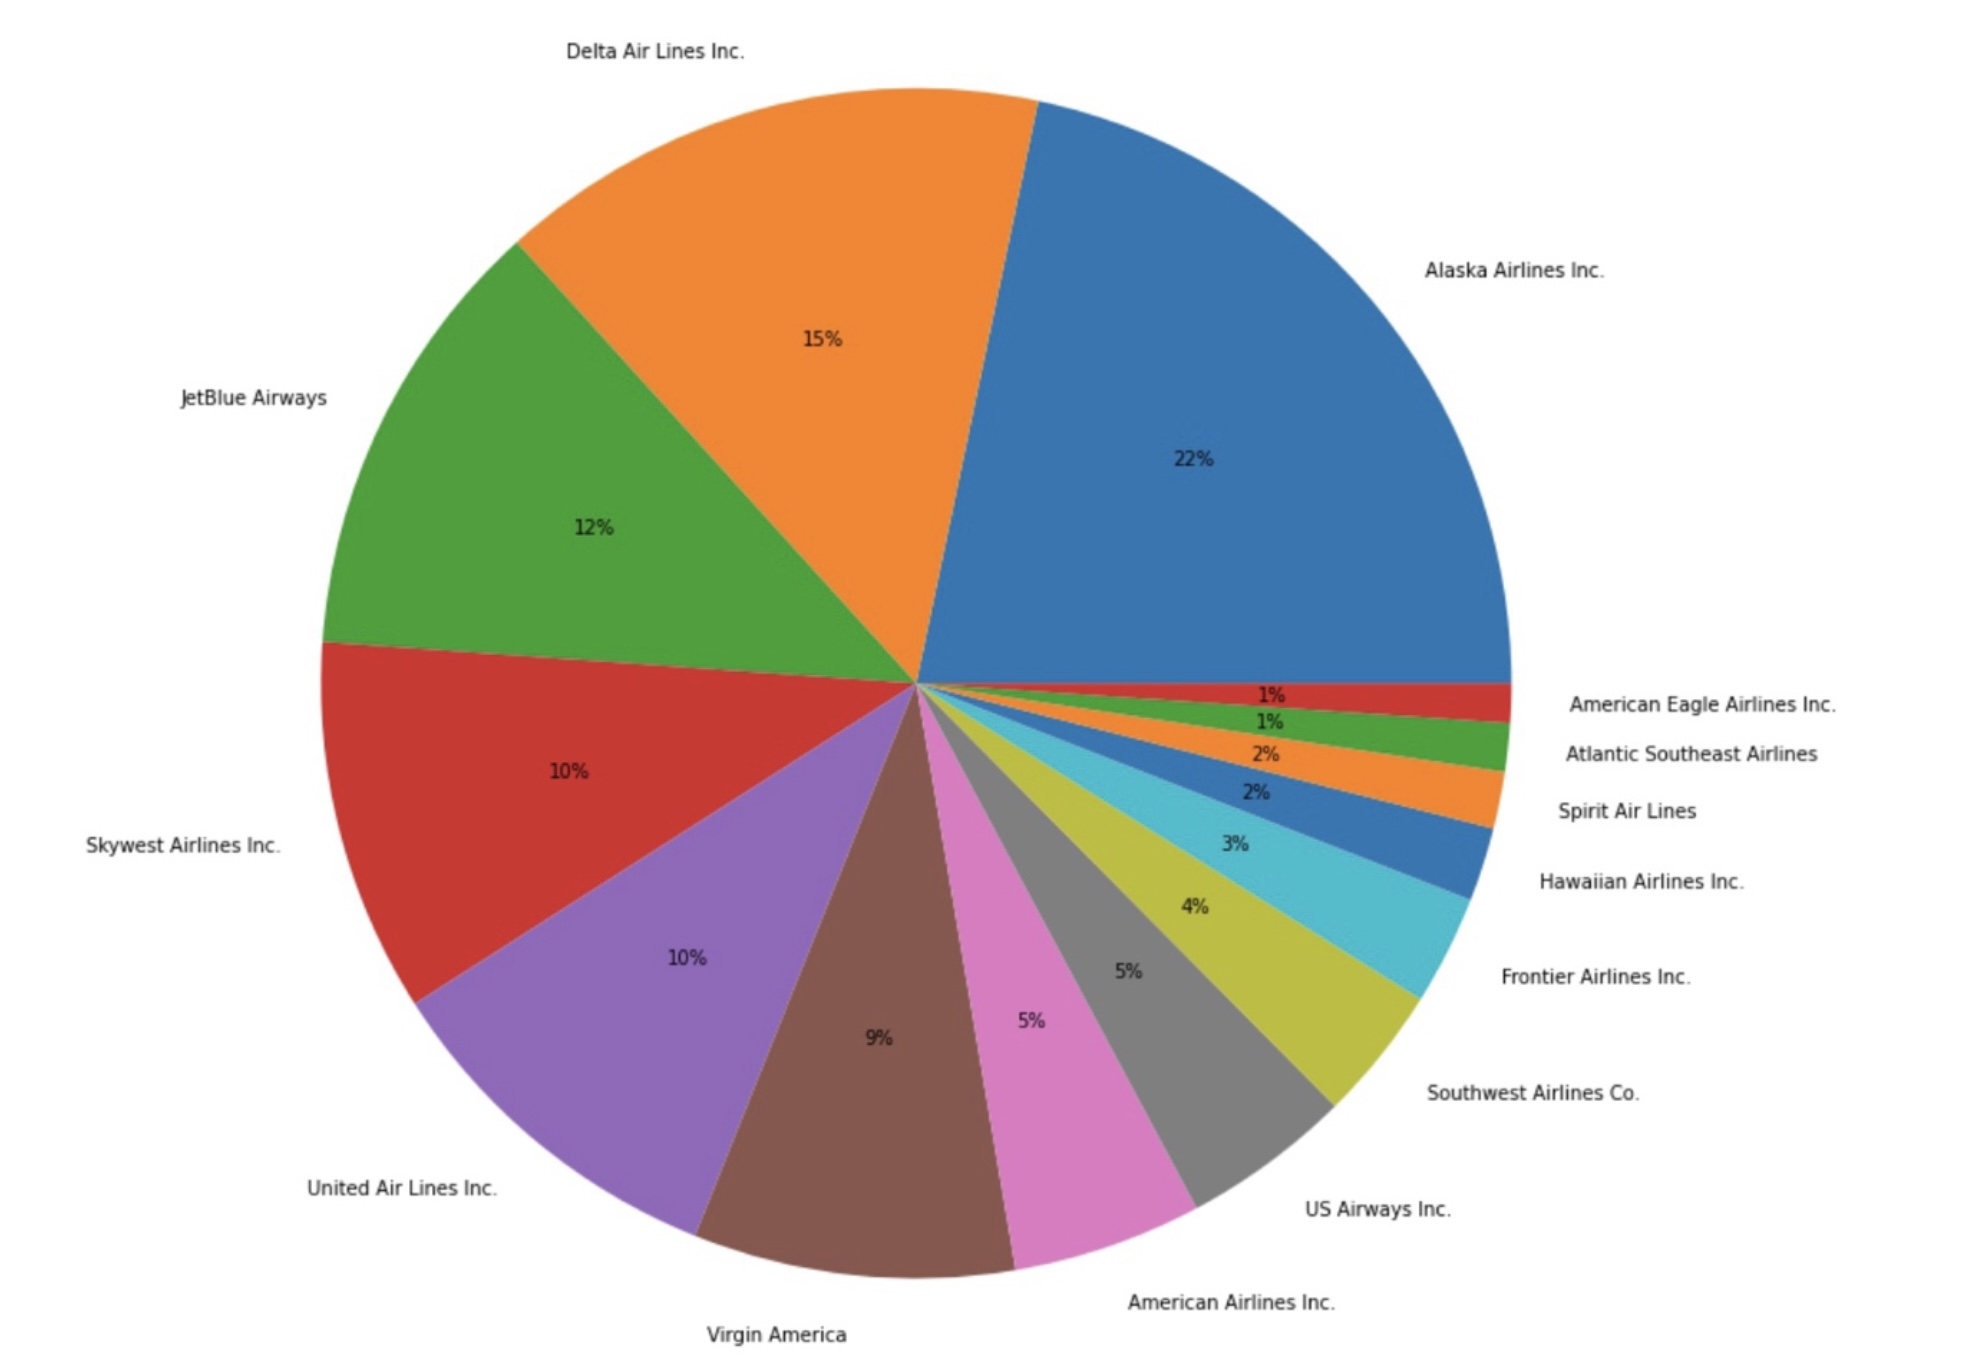 Delta Air Lines Inc.
Alaska Airlines Inc.
15%
JetBlue Airways
22%
12%
1%
American Eagle Airlines Inc.
1%
Atlantic Southeast Airlines
2%
10%
2%
Spirit Air Lines
3%
Skywest Airlines Inc.
Hawaiian Airlines Inc.
4%
10%
5%
Frontier Airlines Inc.
5%
9%
Southwest Airlines Co.
United Air Lines Inc.
US Airways Inc.
American Airlines Inc.
Virgin America